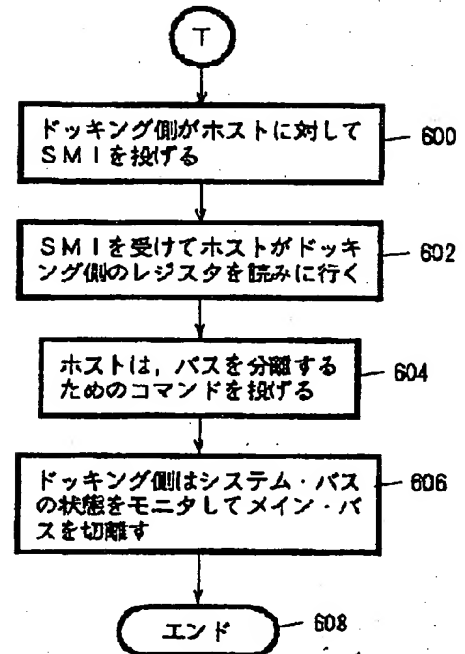 T
ドッキング側がホストに対して
SMIを投げる
600
SMIを受けてホストがドッキ
ング側のレジスタを読みに行く
602
ホストは,バスを分離する
ためのコマンドを投げる
604
ドッキング側はシステム・バス
の状態をモニタしてメイン・バ
スを切離す
606
エンド
608